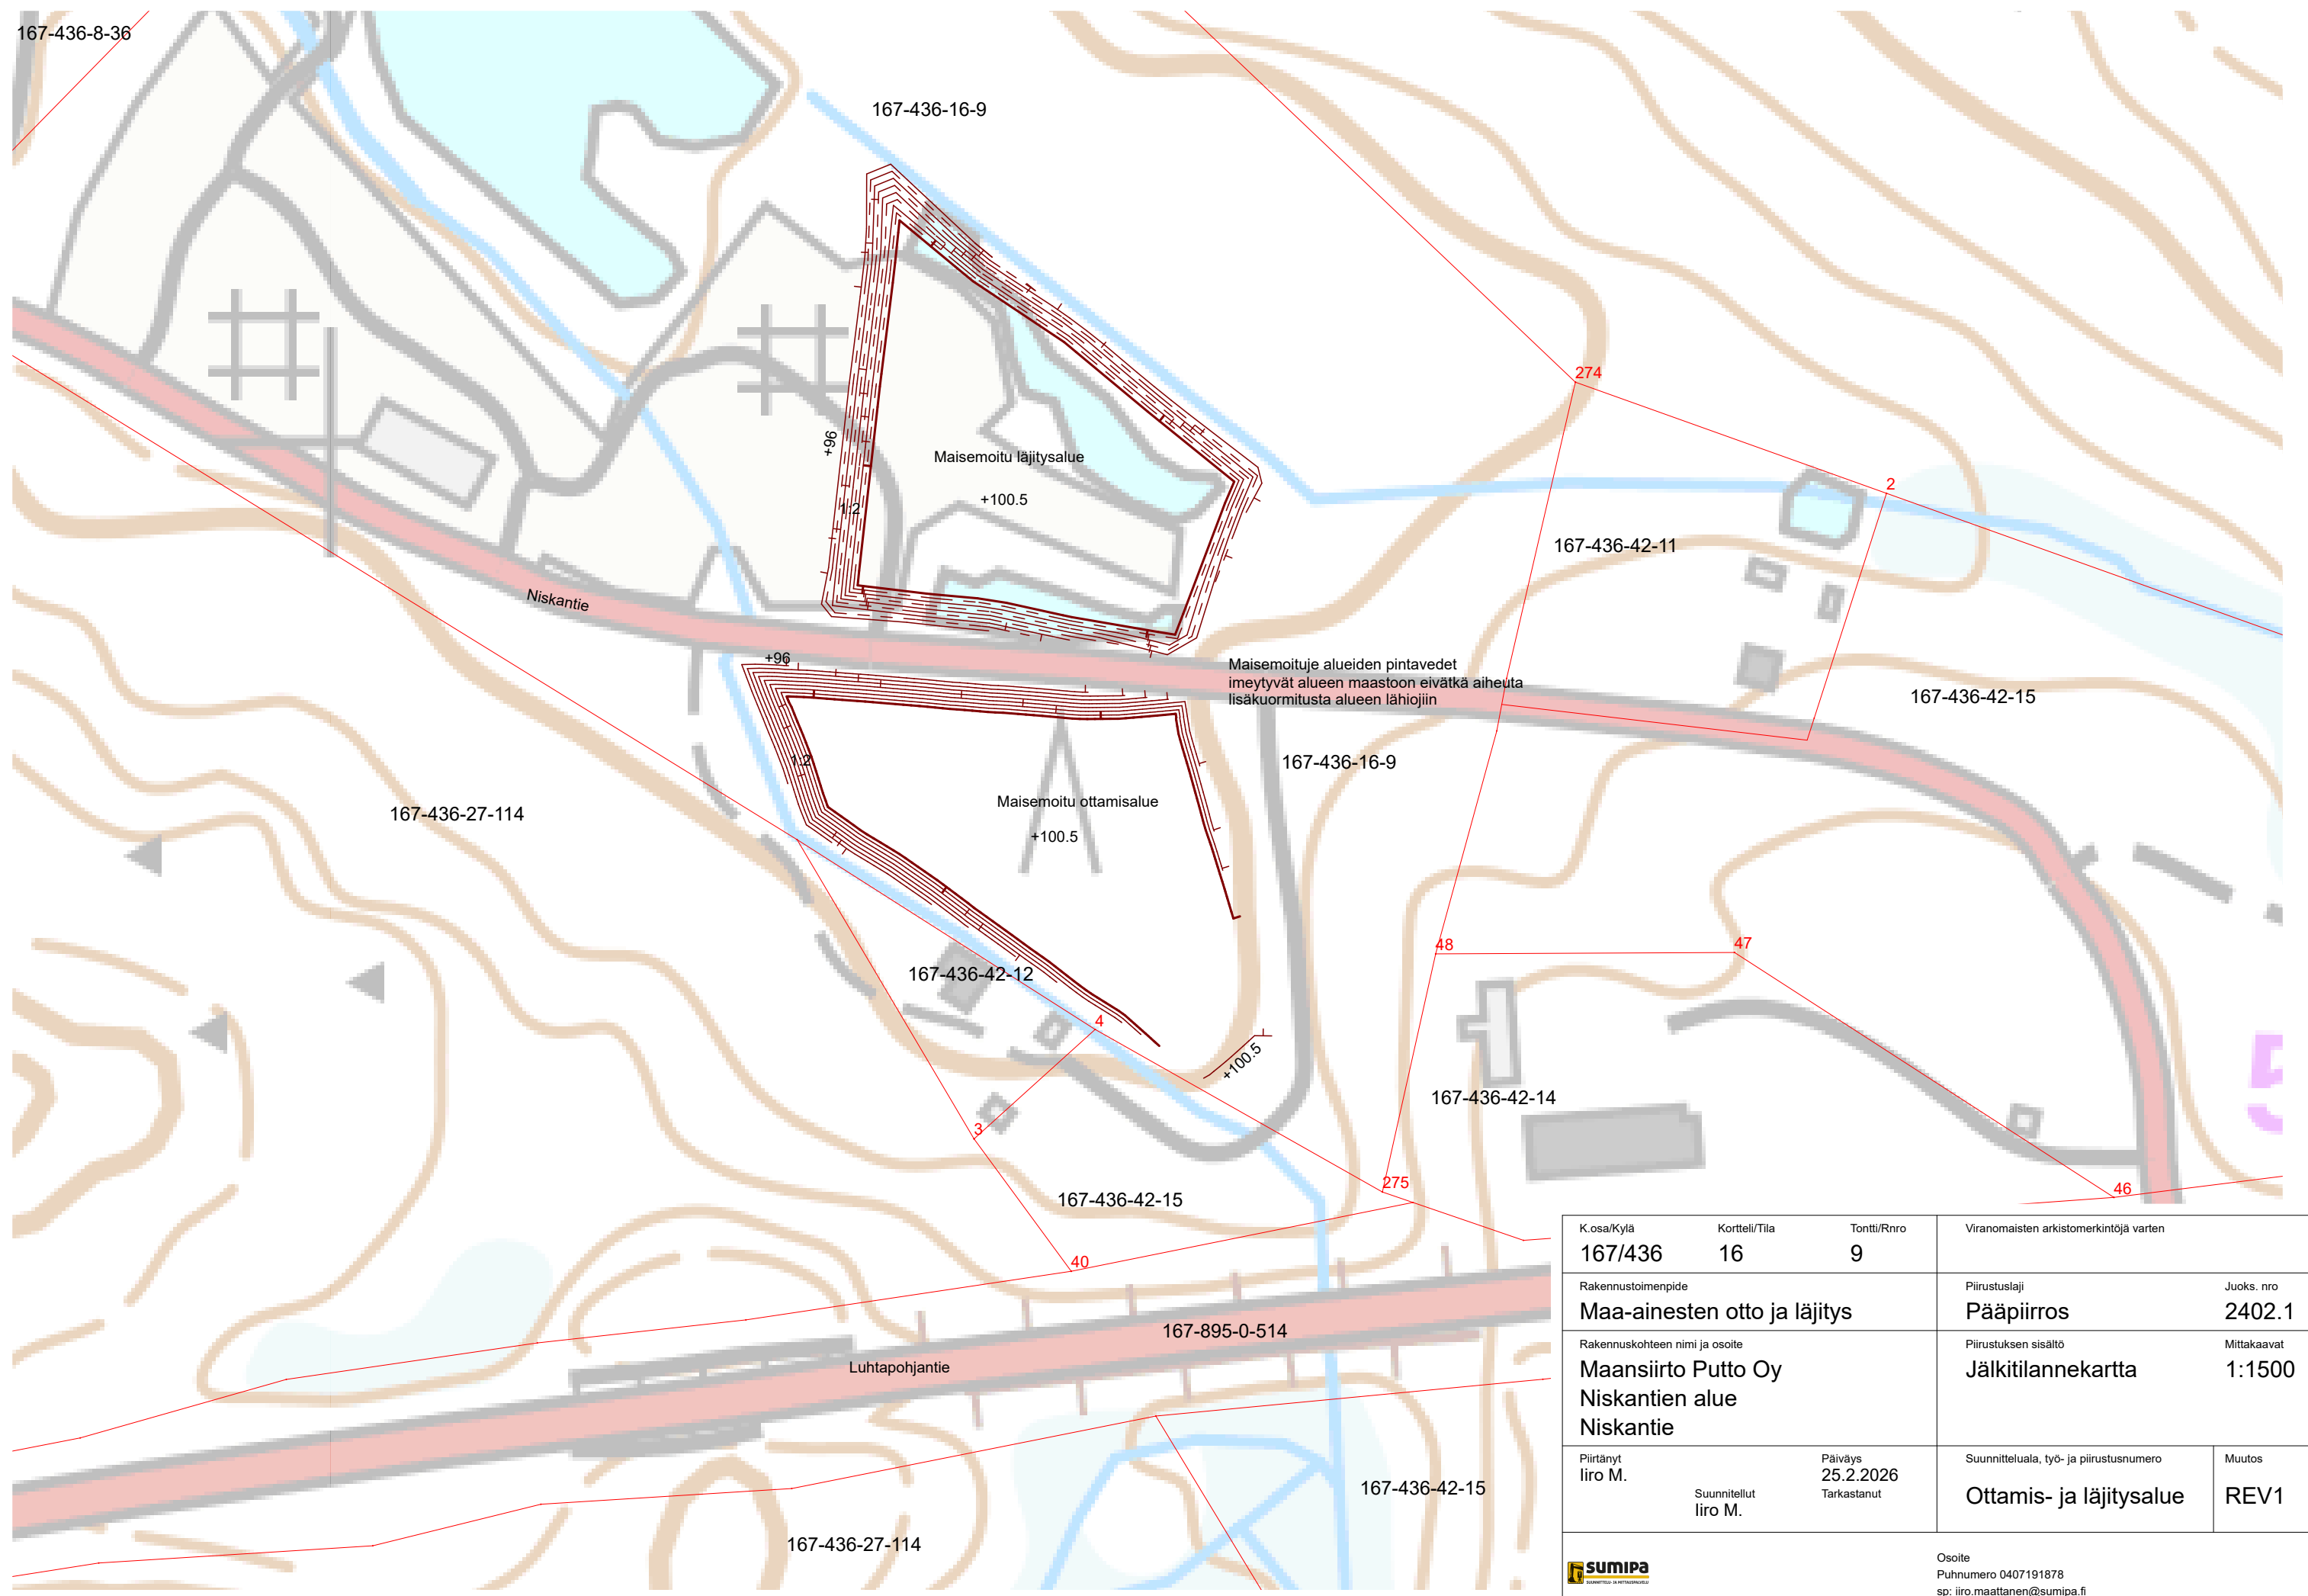 167-436-8-36
167-436-16-9
274
2
+96
Maisemoitu läjitysalue
+100.5
1:2
167-436-42-11
Niskantie
+96
Maisemoituje alueiden pintavedet
imeytyvät alueen maastoon eivätkä aiheuta
lisäkuormitusta alueen lähiojiin
167-436-42-15
1:2
167-436-16-9
Maisemoitu ottamisalue
+100.5
167-436-27-114
48
47
167-436-42-12
4
+100.5
167-436-42-14
3
275
46
167-436-42-15
40
167-895-0-514
Luhtapohjantie
167-436-42-15
167-436-27-114
K.osa/Kylä Kortteli/Tila Tontti/Rnro Viranomaisten arkistomerkintöjä varten
167/436 16 9
Rakennustoimenpide Piirustuslaji Juoks. nro
Maa-ainesten otto ja läjitys Pääpiirros 2402.1
Rakennuskohteen nimi ja osoite Piirustuksen sisältö Mittakaavat
Maansiirto Putto Oy Jälkitilannekartta 1:1500
Niskantien alue
Niskantie
Piirtänyt Päiväys Suunnitteluala, työ- ja piirustusnumero Muutos
Iiro M. 25.2.2026
Suunnitellut Tarkastanut
Iiro M. Ottamis- ja läjitysalue REV1
sumipa
SUUNNITTELU- JA MITTAUSPALVELU
Osoite
Puhnumero 0407191878
sp: iiro.maattanen@sumipa.fi